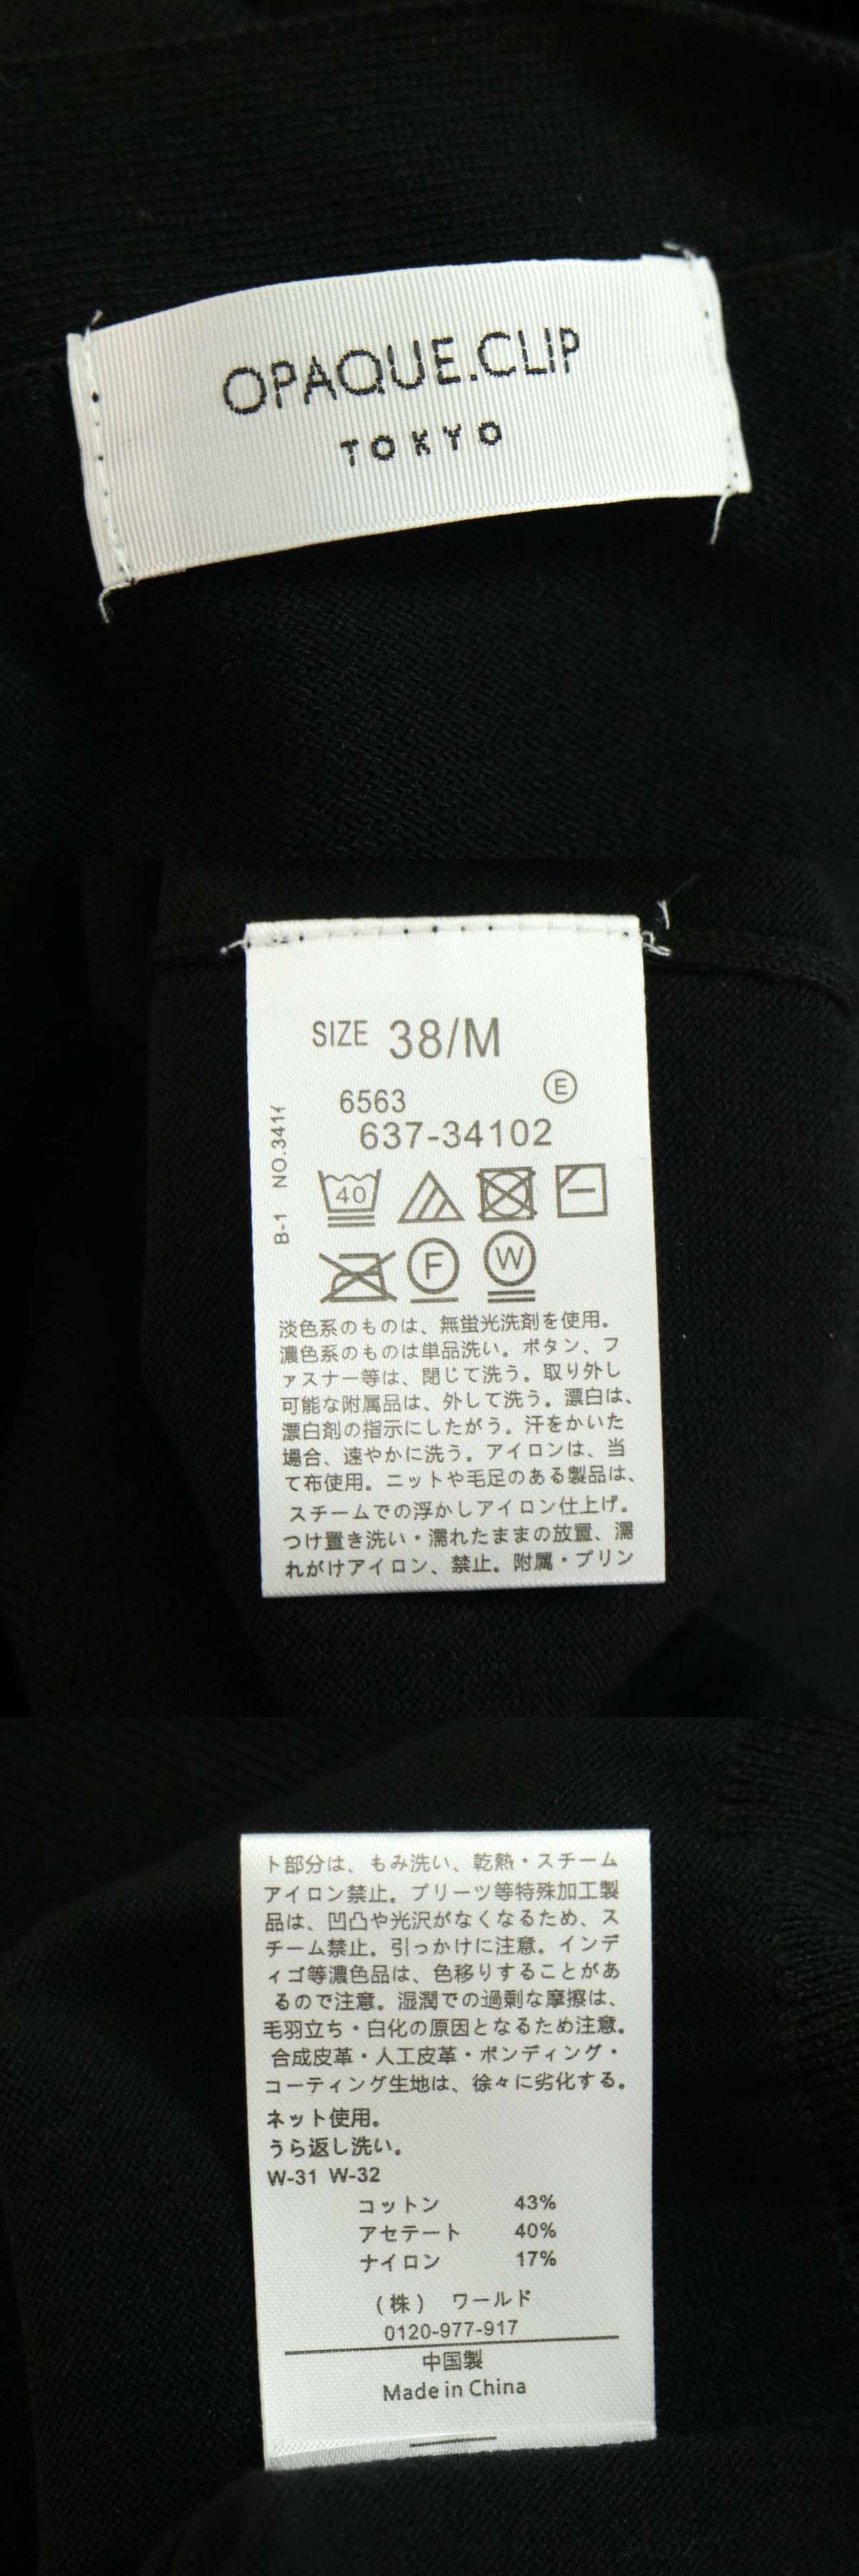 OPAQUE.CLIP
TOKYO
SIZE 38/M
6563
E
637-34102
B-1 NO.341
40
F
W
淡色系のものは、無蛍光洗剤を使用。
濃色系のものは単品洗い。ボタン、フ
ァスナー等は、閉じて洗う。取り外し
可能な附属品は、外して洗う。漂白は、
漂白剤の指示にしたがう。汗をかいた
場合、速やかに洗う。アイロンは、当
て布使用。ニットや毛足のある製品は、
スチームでの浮かしアイロン仕上げ。
つけ置き洗い・濡れたままの放置、濡
れがけアイロン、禁止。附属・プリン
ト部分は、もみ洗い、乾熱・スチーム
アイロン禁止。プリーツ等特殊加工製
品は、凹凸や光沢がなくなるため、ス
チーム禁止。引っかけに注意。インデ
ィゴ等濃色品は、色移りすることがあ
るので注意。湿潤での過剰な摩擦は、
毛羽立ち・白化の原因となるため注意。
合成皮革・人工皮革・ボンディング・
コーティング生地は、徐々に劣化する。
ネット使用。
うら返し洗い。
W-31 W-32
コットン 43%
アセテート 40%
ナイロン 17%
(株) ワールド
0120-977-917
中国製
Made in China